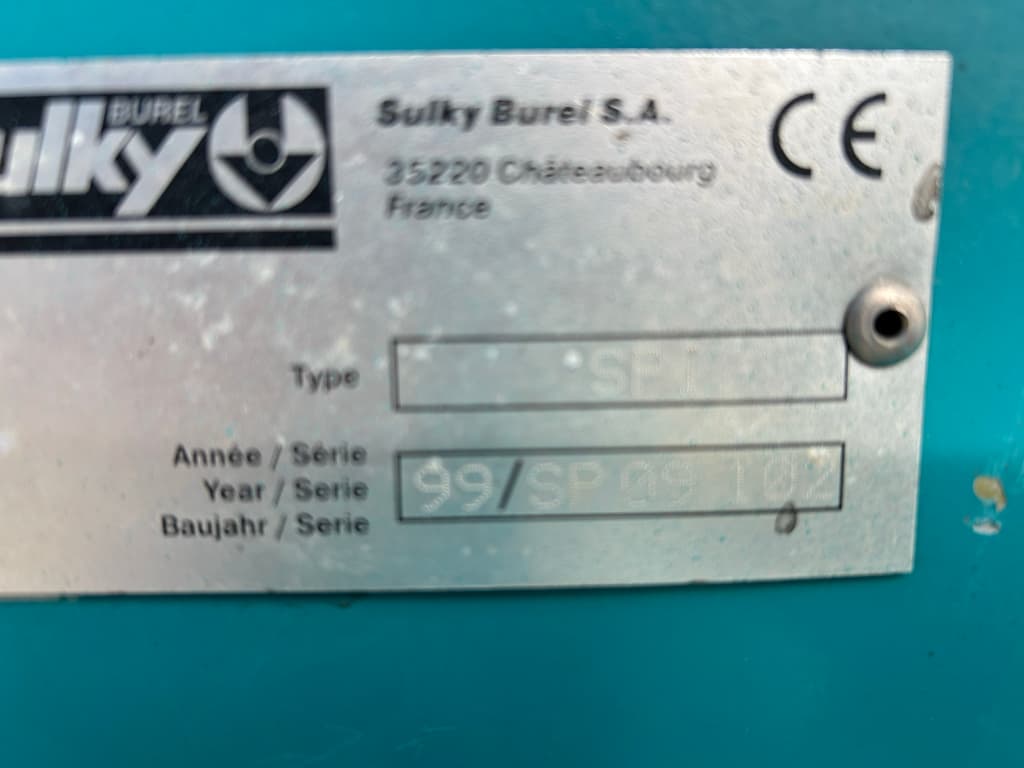 BUREL
ulky
Sulky Burel S.A.
35220 Châteaubourg
France
CE
Type SPI
Année / Série
Year / Serie 99/SP 09 T02
Baujahr / Serie